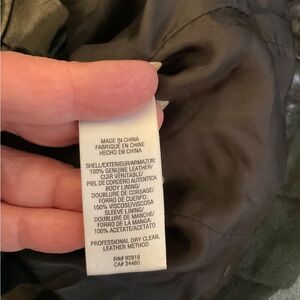 MADE IN CHINA
FABRIQUÉ EN CHINE
HECHO EN CHINA
SHELL/EXTERIEUR/ARMAZON:
100% GENUINE LEATHER/
CUIR VERITABLE/
PIEL DE CORDERO AUTENTICA
BODY LINING/
DOUBLURE DE CORSAGE/
FORRO DE CUERPO:
100% VISCOSE/VISCOSA
SLEEVE LINING/
DOUBLURE DE MANCHE/
FORRO DE LA MANGA:
100% ACETATE/ACETATO
PROFESSIONAL DRY CLEAN,
LEATHER METHOD
RN# 92918
CA# 34460